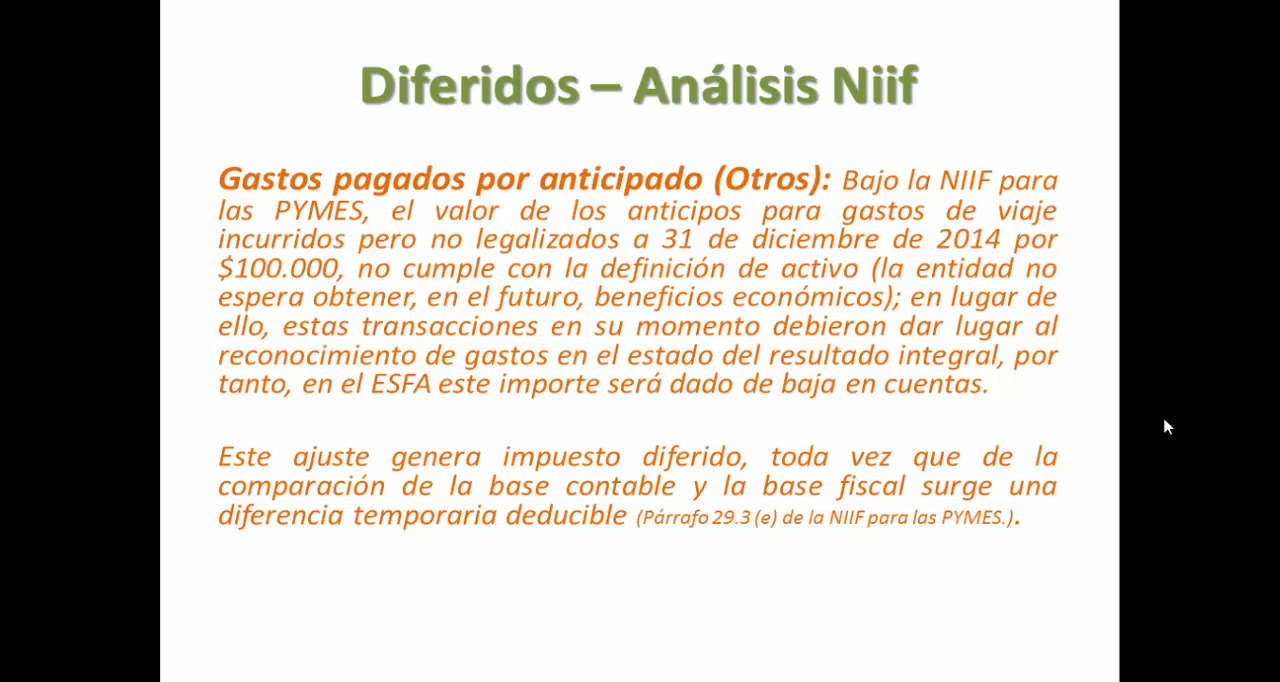 Diferidos – Análisis Niif
Gastos pagados por anticipado (Otros): Bajo la NIIF para
las PYMES, el valor de los anticipos para gastos de viaje
incurridos pero no legalizados a 31 de diciembre de 2014 por
$100.000, no cumple con la definición de activo (la entidad no
espera obtener, en el futuro, beneficios económicos); en lugar de
ello, estas transacciones en su momento debieron dar lugar al
reconocimiento de gastos en el estado del resultado integral, por
tanto, en el ESFA este importe será dado de baja en cuentas.
Este ajuste genera impuesto diferido, toda vez que de la
comparación de la base contable y la base fiscal surge una
diferencia temporaria deducible (Párrafo 29.3 (e) de la NIIF para las PYMES.).